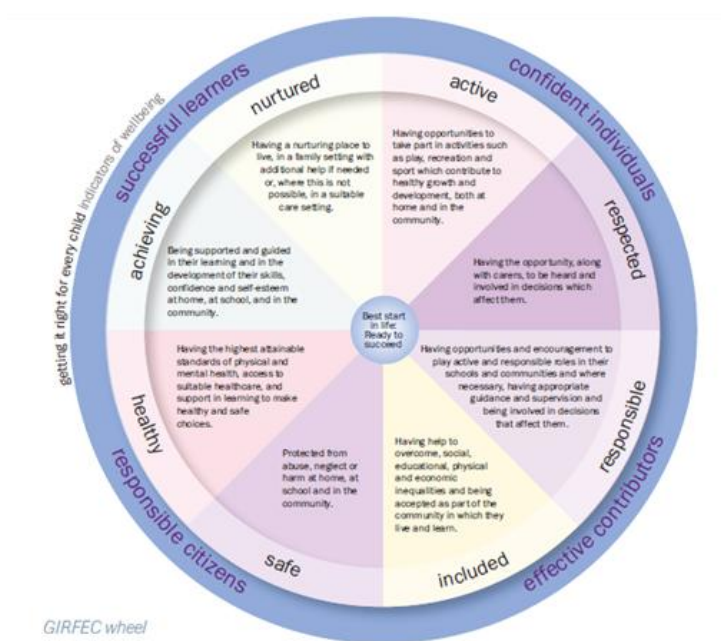 getting it right for every child indicators of wellbeing
successful learners
confident individuals
nurtured
active
Having a nurturing place to
live, in a family setting with
additional help if needed
or, where this is not
possible, in a suitable
care setting.
Having opportunities to
take part in activities such
as play, recreation and
sport which contribute to
healthy growth and
development, both at
home and in the
community.
achieving
respected
Being supported and guided
in their learning and in the
development of their skills,
confidence and self-esteem
at home, at school, and in the
community.
Having the opportunity, along
with carers, to be heard and
involved in decisions which
affect them.
Best start
in life:
Ready to
succeed
healthy
responsible
Having the highest attainable
standards of physical and
mental health, access to
suitable healthcare, and
support in learning to make
healthy and safe
choices.
Having opportunities and encouragement to
play active and responsible roles in their
schools and communities and where
necessary, having appropriate
guidance and supervision and
being involved in decisions
that affect them.
Protected from
abuse, neglect or
harm at home, at
school and in the
community.
Having help to
overcome, social,
educational, physical
and economic
inequalities and being
accepted as part of the
community in which they
live and learn.
safe
included
responsible citizens
effective contributors
GIRFEC wheel